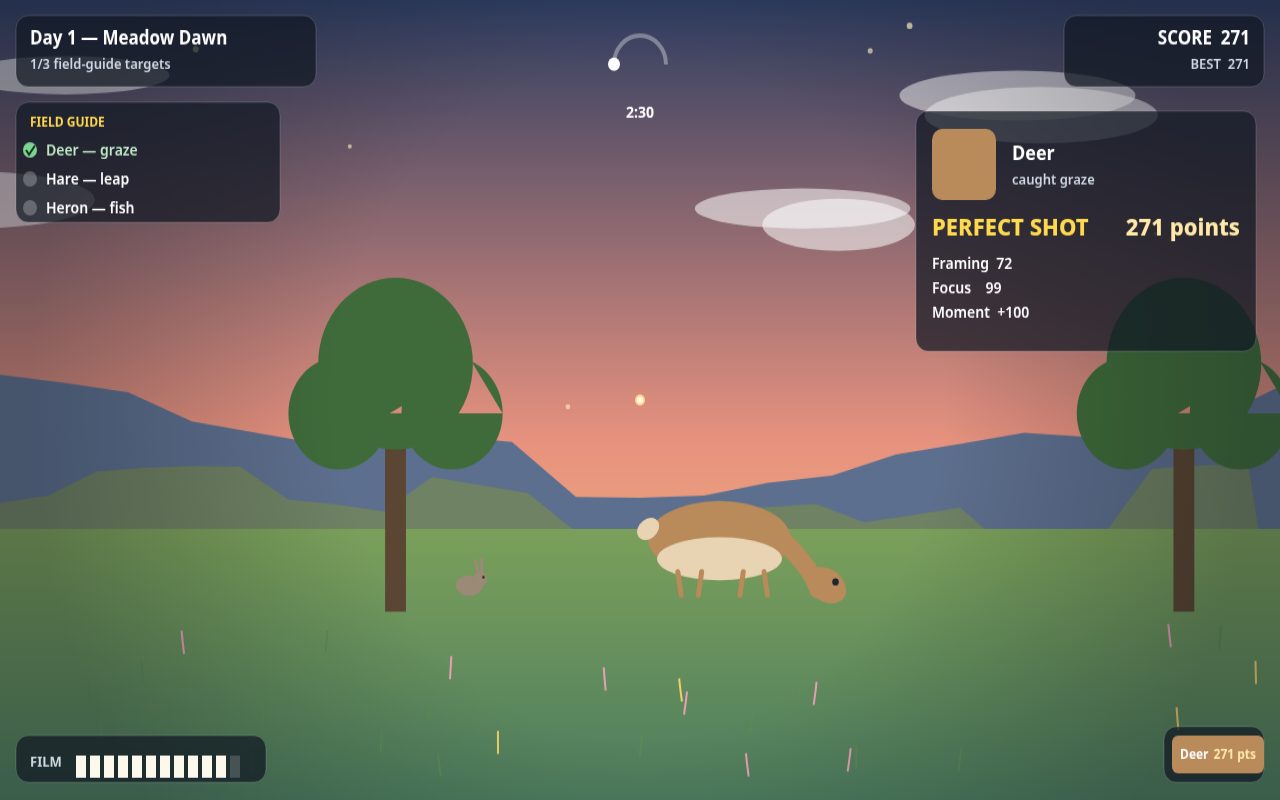 Day 1 — Meadow Dawn
1/3 field-guide targets
2:30
SCORE 271
BEST 271
FIELD GUIDE
Deer — graze
Hare — leap
Heron — fish
Deer
caught graze
PERFECT SHOT 271 points
Framing 72
Focus 99
Moment +100
FILM
Deer 271 pts